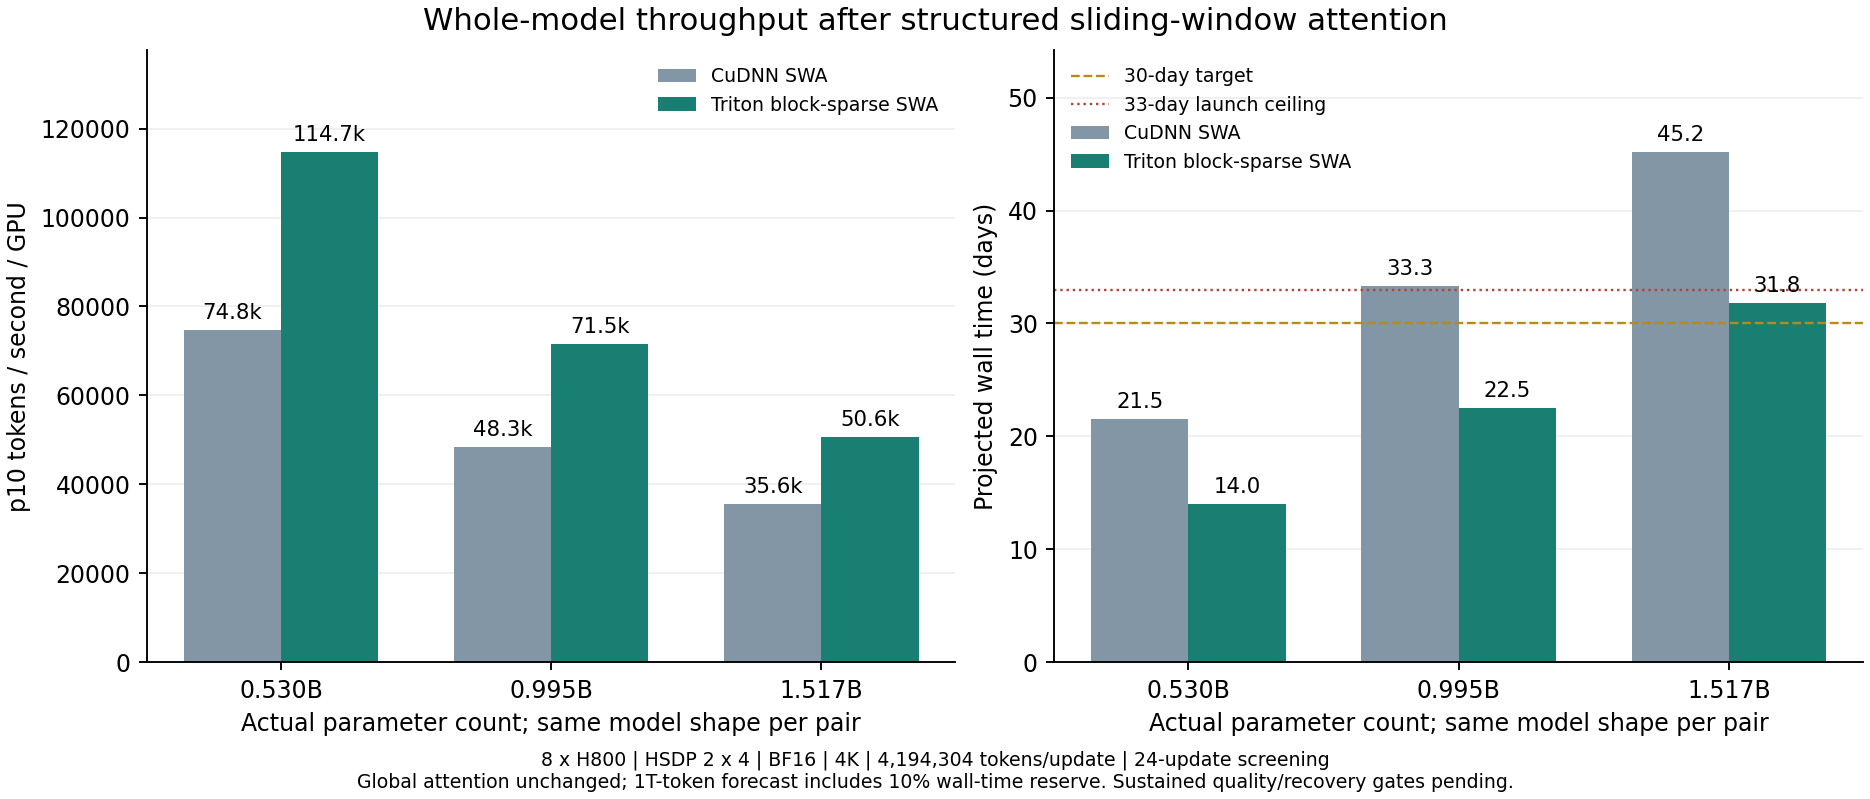 Whole-model throughput after structured sliding-window attention
CuDNN SWA
Triton block-sparse SWA
p10 tokens / second / GPU
120000
100000
80000
60000
40000
20000
0
74.8k
114.7k
48.3k
71.5k
35.6k
50.6k
0.530B
0.995B
1.517B
Actual parameter count; same model shape per pair
30-day target
33-day launch ceiling
CuDNN SWA
Triton block-sparse SWA
Projected wall time (days)
50
40
30
20
10
0
21.5
14.0
33.3
22.5
45.2
31.8
0.530B
0.995B
1.517B
Actual parameter count; same model shape per pair
8 x H800 | HSDP 2 x 4 | BF16 | 4K | 4,194,304 tokens/update | 24-update screening
Global attention unchanged; 1T-token forecast includes 10% wall-time reserve. Sustained quality/recovery gates pending.